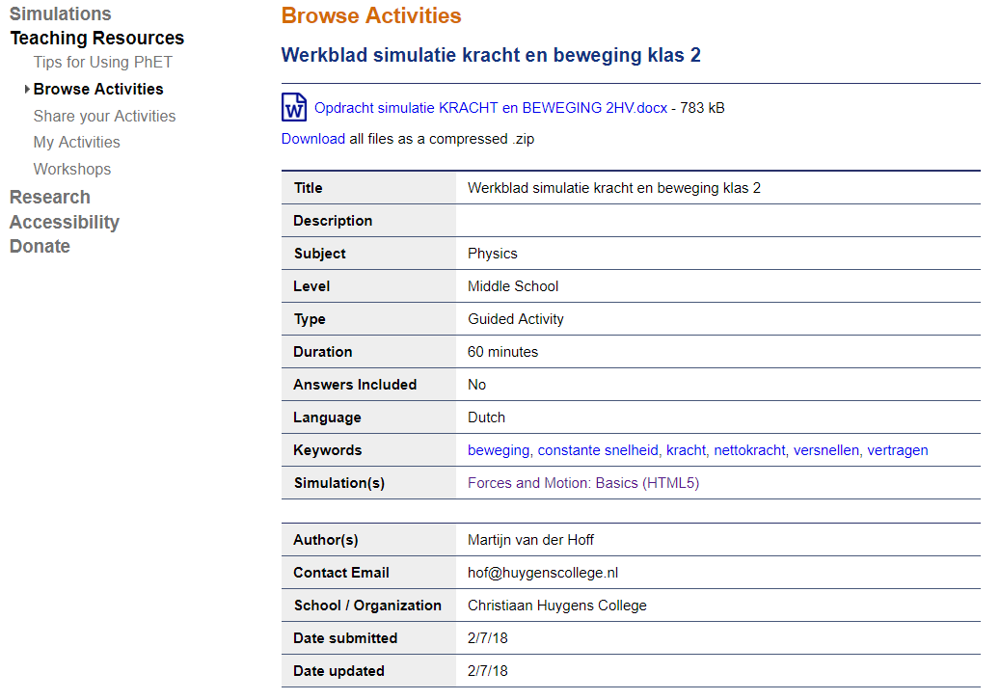 Simulations
Teaching Resources
Tips for Using PhET
Browse Activities
Share your Activities
My Activities
Workshops
Research
Accessibility
Donate
Browse Activities
Werkblad simulatie kracht en beweging klas 2
Opdracht simulatie KRACHT en BEWEGING 2HV.docx - 783 kB
Download all files as a compressed .zip
Title Werkblad simulatie kracht en beweging klas 2
Description
Subject Physics
Level Middle School
Type Guided Activity
Duration 60 minutes
Answers Included No
Language Dutch
Keywords beweging, constante snelheid, kracht, nettokracht, versnellen, vertragen
Simulation(s) Forces and Motion: Basics (HTML5)
Author(s) Martijn van der Hoff
Contact Email hof@huygenscollege.nl
School / Organization Christiaan Huygens College
Date submitted 2/7/18
Date updated 2/7/18